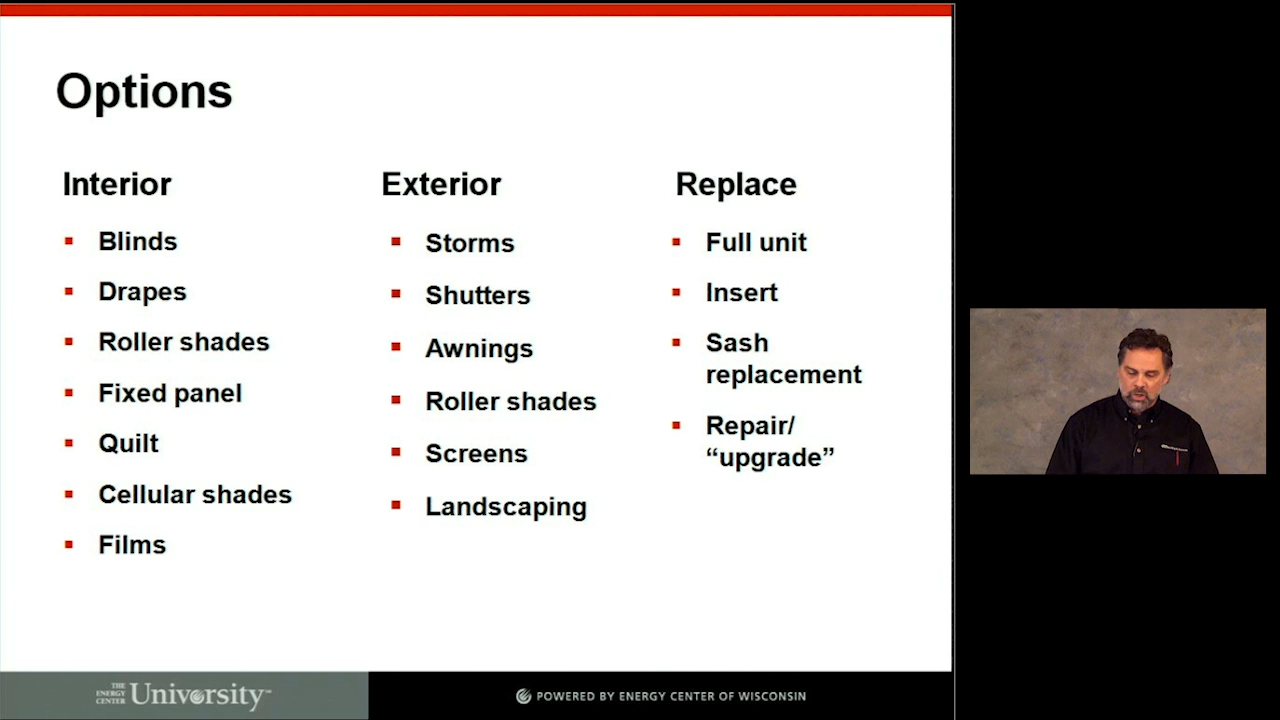 Options
Interior
Blinds
Drapes
Roller shades
Fixed panel
Quilt
Cellular shades
Films
Exterior
Storms
Shutters
Awnings
Roller shades
Screens
Landscaping
Replace
Full unit
Insert
Sash
replacement
Repair/
“upgrade”
THE
ENERGY
CENTER
University™
POWERED BY ENERGY CENTER OF WISCONSIN